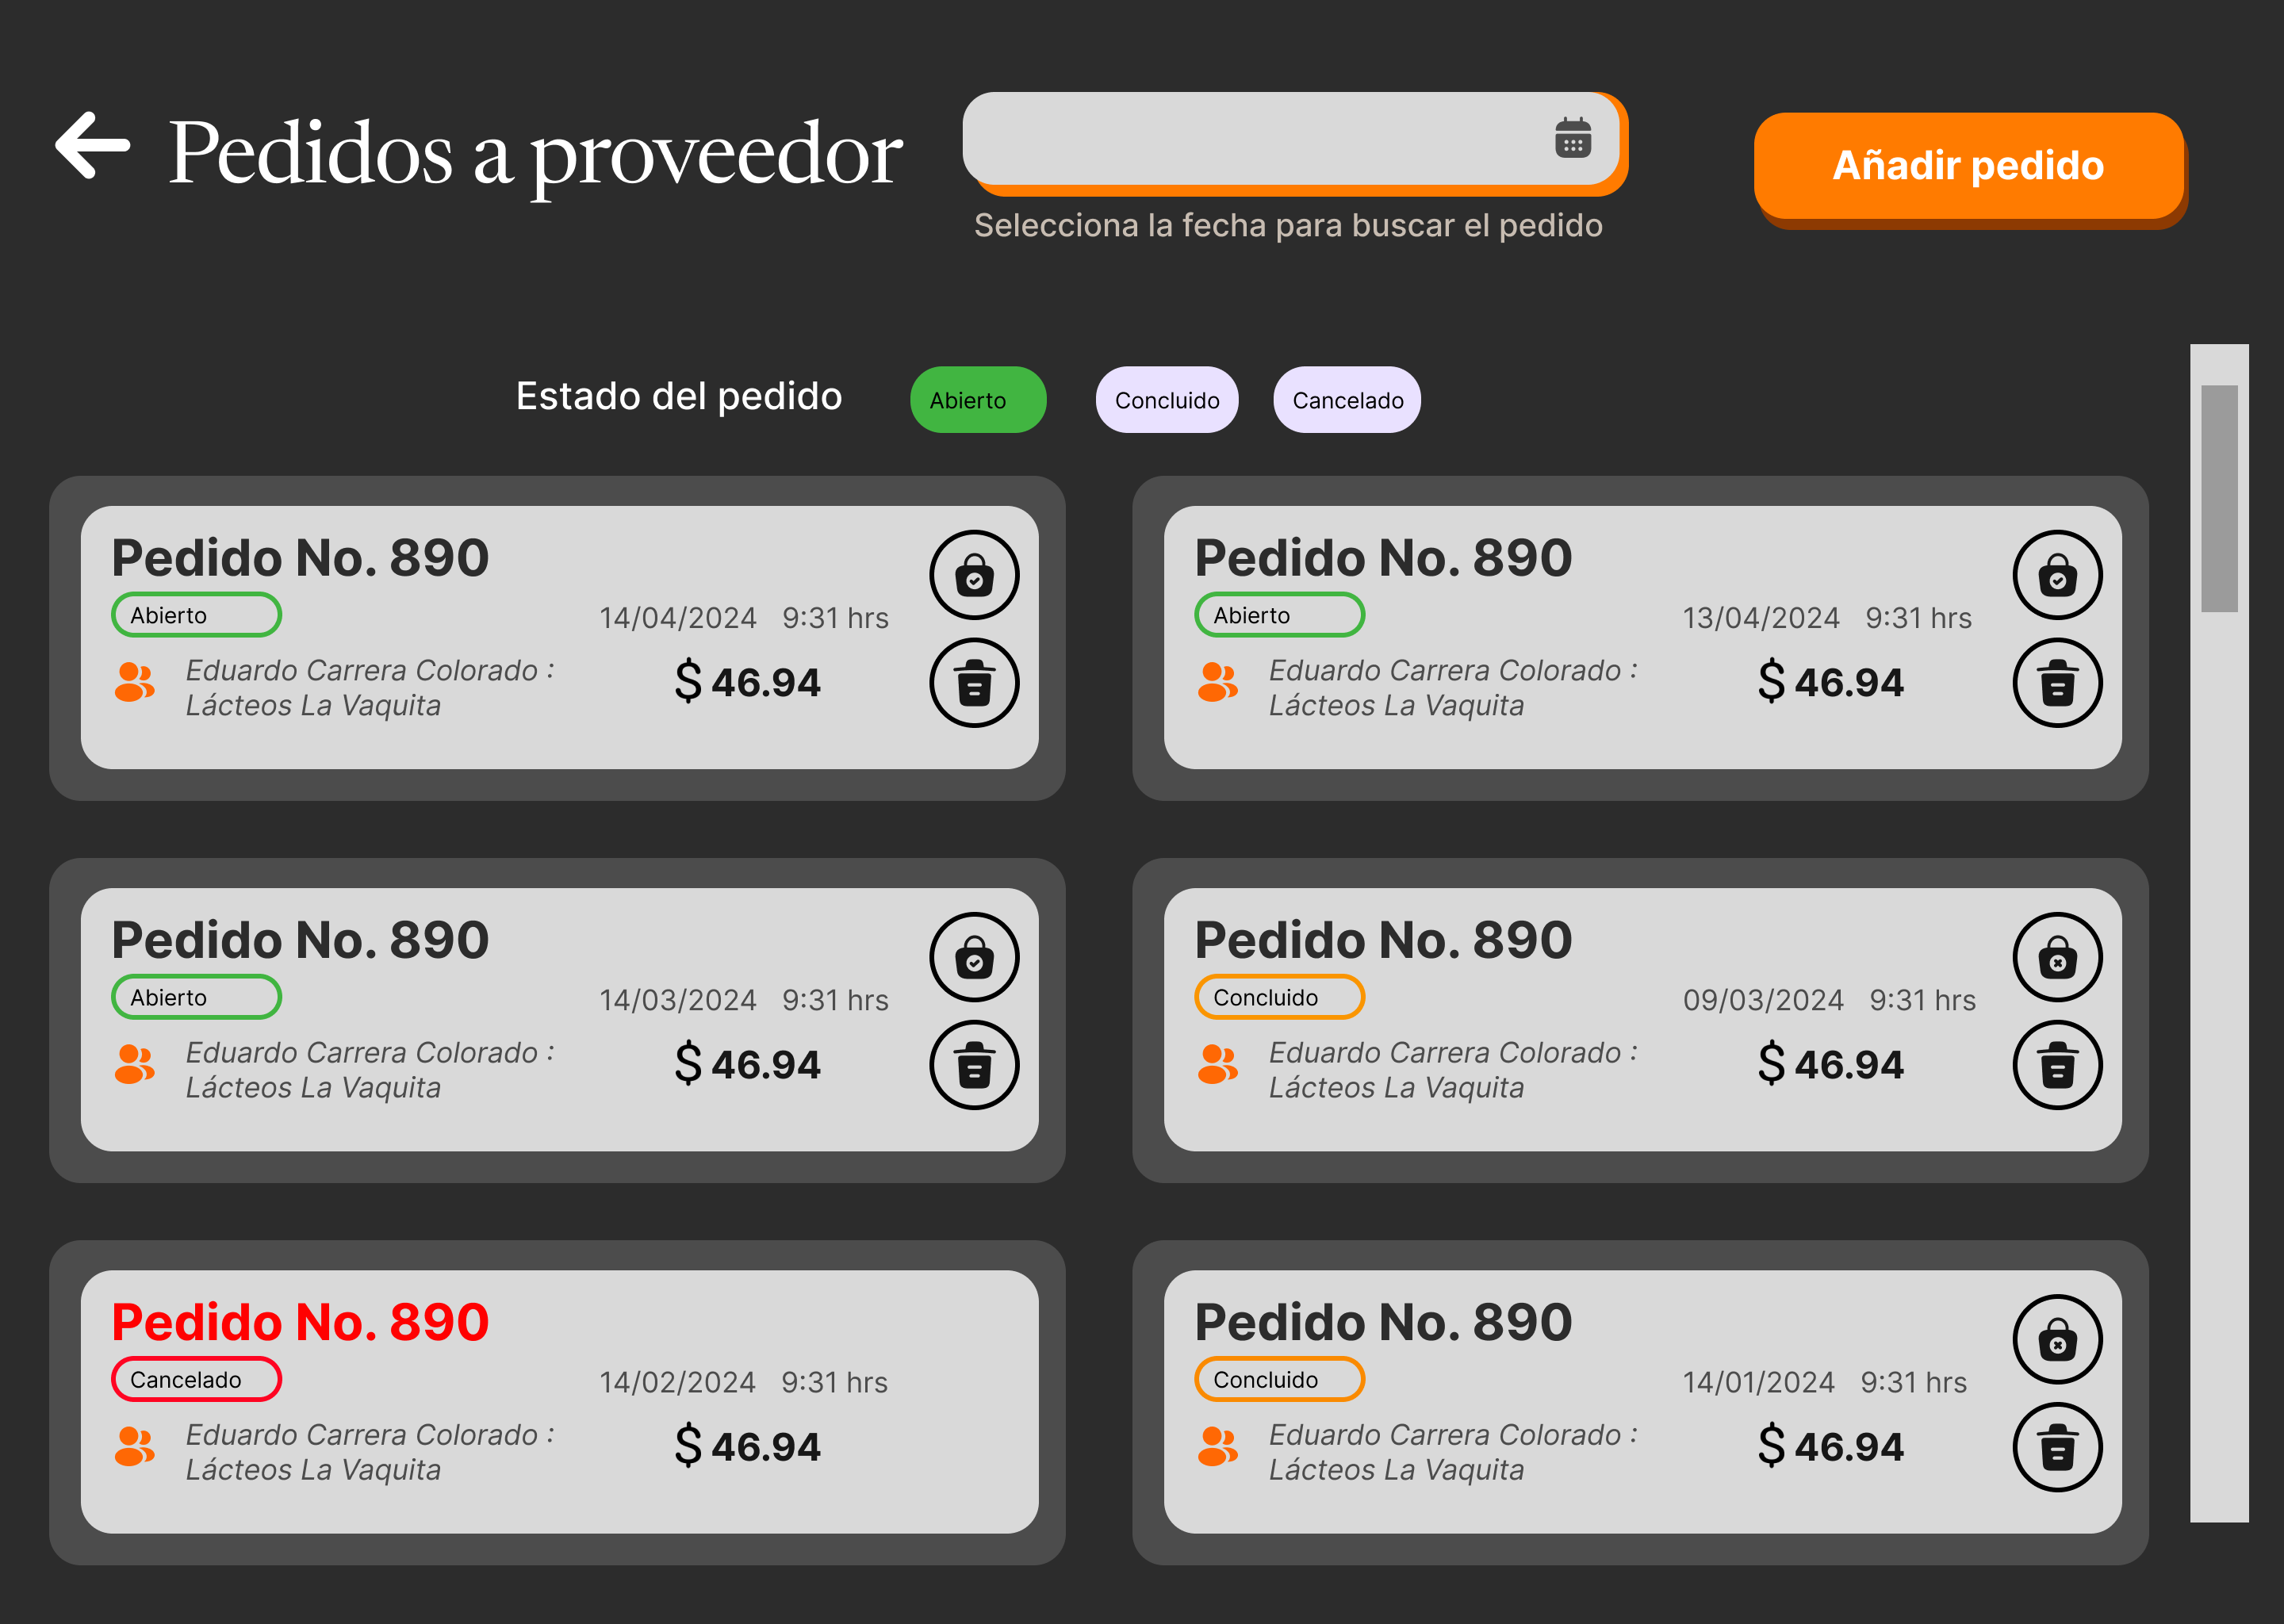 Pedidos a proveedor
Selecciona la fecha para buscar el pedido
Añadir pedido
Estado del pedido
Abierto
Concluido
Cancelado
Pedido No. 890
Abierto
14/04/2024 9:31 hrs
Eduardo Carrera Colorado :
Lácteos La Vaquita
$ 46.94
Pedido No. 890
Abierto
13/04/2024 9:31 hrs
Eduardo Carrera Colorado :
Lácteos La Vaquita
$ 46.94
Pedido No. 890
Abierto
14/03/2024 9:31 hrs
Eduardo Carrera Colorado :
Lácteos La Vaquita
$ 46.94
Pedido No. 890
Concluido
09/03/2024 9:31 hrs
Eduardo Carrera Colorado :
Lácteos La Vaquita
$ 46.94
Pedido No. 890
Cancelado
14/02/2024 9:31 hrs
Eduardo Carrera Colorado :
Lácteos La Vaquita
$ 46.94
Pedido No. 890
Concluido
14/01/2024 9:31 hrs
Eduardo Carrera Colorado :
Lácteos La Vaquita
$ 46.94